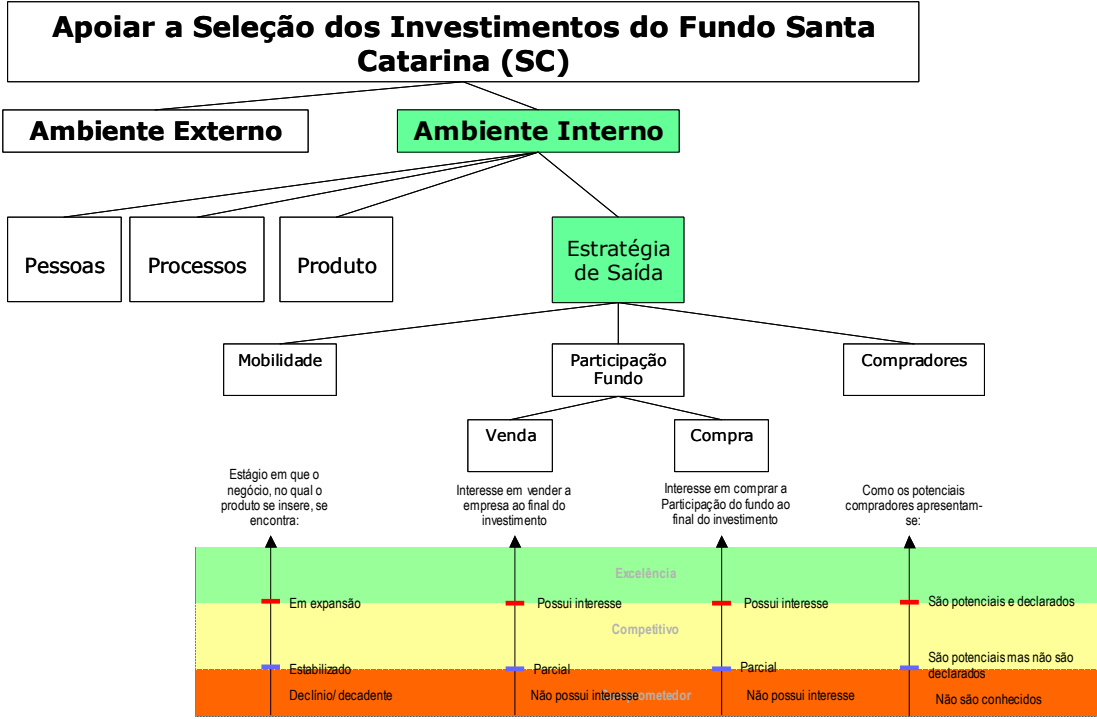 Apoiar a Seleção dos Investimentos do Fundo Santa
Catarina (SC)
Ambiente Externo
Ambiente Interno
Pessoas
Processos
Produto
Estratégia
de Saída
Mobilidade
Participação
Fundo
Compradores
Venda
Compra
Estágio em que o
negócio, no qual o
produto se insere, se
encontra:
Interesse em vender a
empresa ao final do
investimento
Interesse em comprar a
Participação do fundo ao
final do investimento
Como os potenciais
compradores apresentam-
se:
Excelência
Em expansão
Possui interesse
Possui interesse
São potenciais e declarados
Competitivo
Estabilizado
Parcial
Parcial
São potenciais mas não são
declarados
Declínio/ decadente
Não possui interesse
Não possui interesse
Não são conhecidos